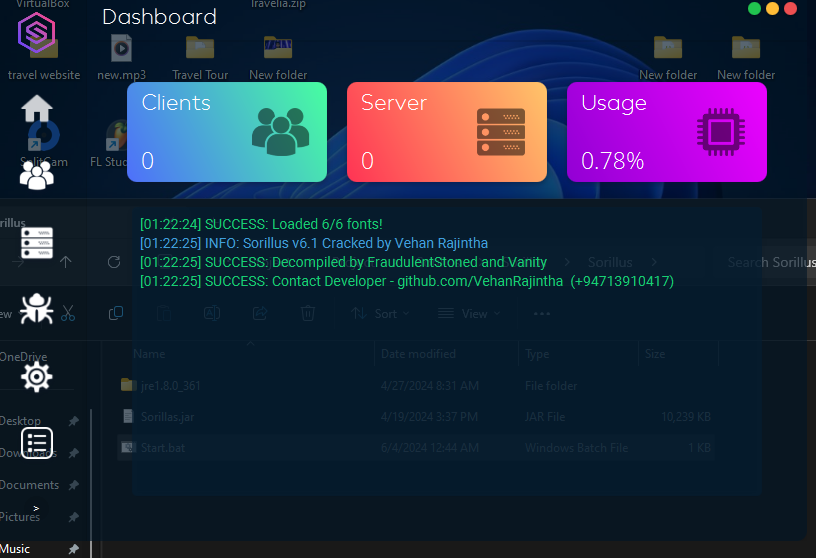 VirtualBox
Travelia.zip
Dashboard
travel website
new.mp3
Travel Tour
New folder
New folder
New folder
Clients
0
Server
0
Usage
0.78%
SplitCam
FL Stud
rillus
[01:22:24] SUCCESS: Loaded 6/6 fonts!
[01:22:25] INFO: Sorillus v6.1 Cracked by Vehan Rajintha
[01:22:25] SUCCESS: Decompiled by FraudulentStoned and Vanity
[01:22:25] SUCCESS: Contact Developer - github.com/VehanRajintha (+94713910417)
Sorillus
Search Sorillus
ew
Sort
View
OneDrive
Name Date modified Type Size
jre1.8.0_361 4/27/2024 8:31 AM File folder
Sorillas.jar 4/19/2024 3:37 PM JAR File 10,239 KB
Start.bat 6/4/2024 12:44 AM Windows Batch File 1 KB
Desktop
Downloads
Documents
>
Pictures
Music